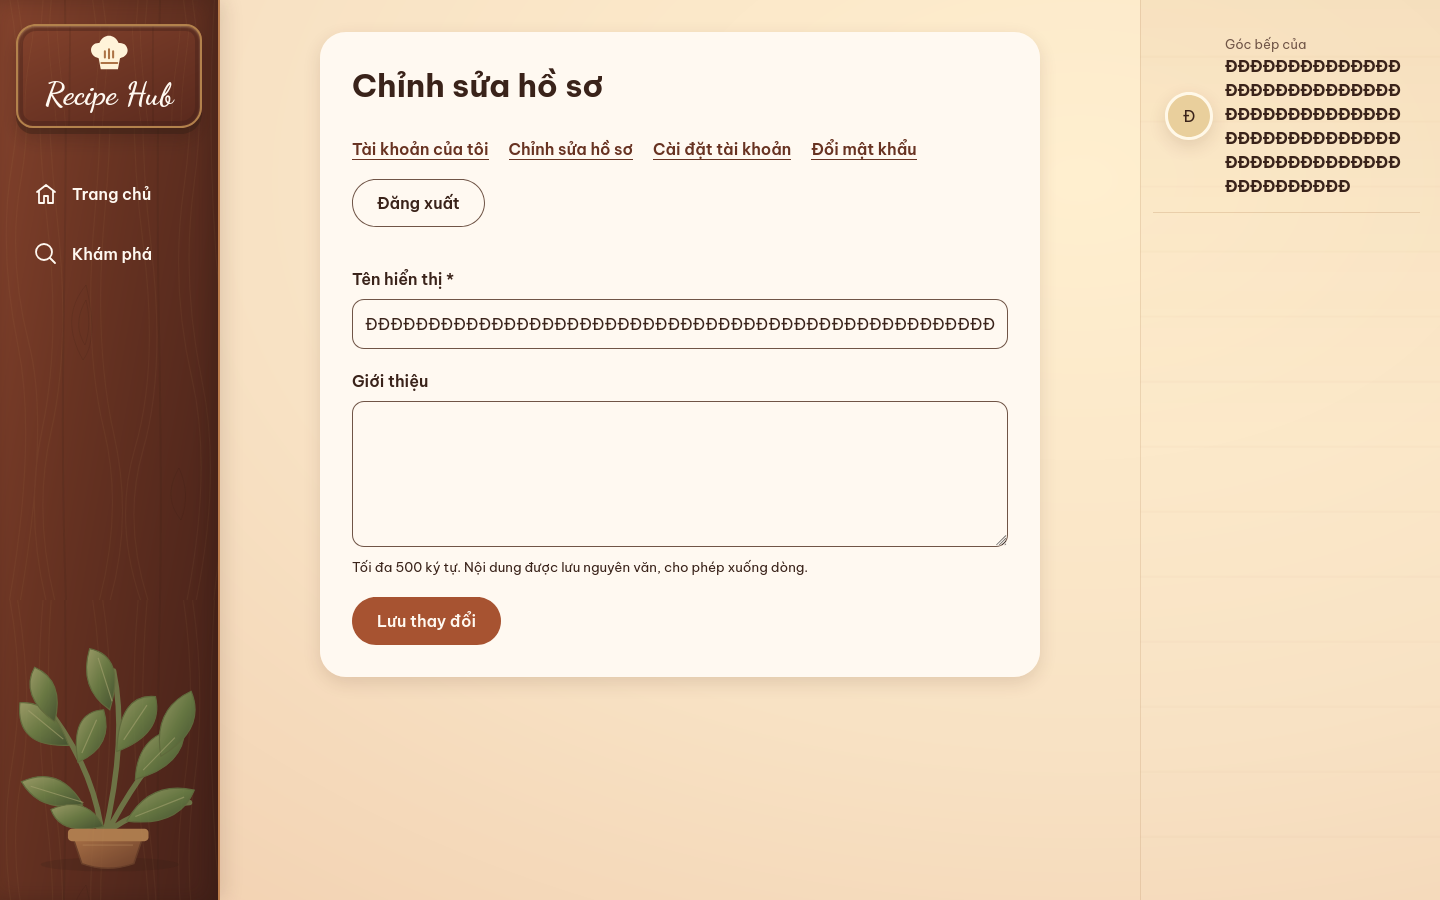 Recipe Hub
Trang chủ
Khám phá
Chỉnh sửa hồ sơ
Tài khoản của tôi
Chỉnh sửa hồ sơ
Cài đặt tài khoản
Đổi mật khẩu
Đăng xuất
Tên hiển thị *
ĐĐĐĐĐĐĐĐĐĐĐĐĐĐĐĐĐĐĐĐĐĐĐĐĐĐĐĐĐĐĐĐĐĐĐĐĐĐĐĐĐĐĐĐĐĐĐĐĐĐ
Giới thiệu
Tối đa 500 ký tự. Nội dung được lưu nguyên văn, cho phép xuống dòng.
Lưu thay đổi
Đ
Góc bếp của
ĐĐĐĐĐĐĐĐĐĐĐĐĐĐ
ĐĐĐĐĐĐĐĐĐĐĐĐĐĐ
ĐĐĐĐĐĐĐĐĐĐĐĐĐĐ
ĐĐĐĐĐĐĐĐĐĐĐĐĐĐ
ĐĐĐĐĐĐĐĐĐĐĐĐĐĐ
ĐĐĐĐĐĐĐĐĐĐ